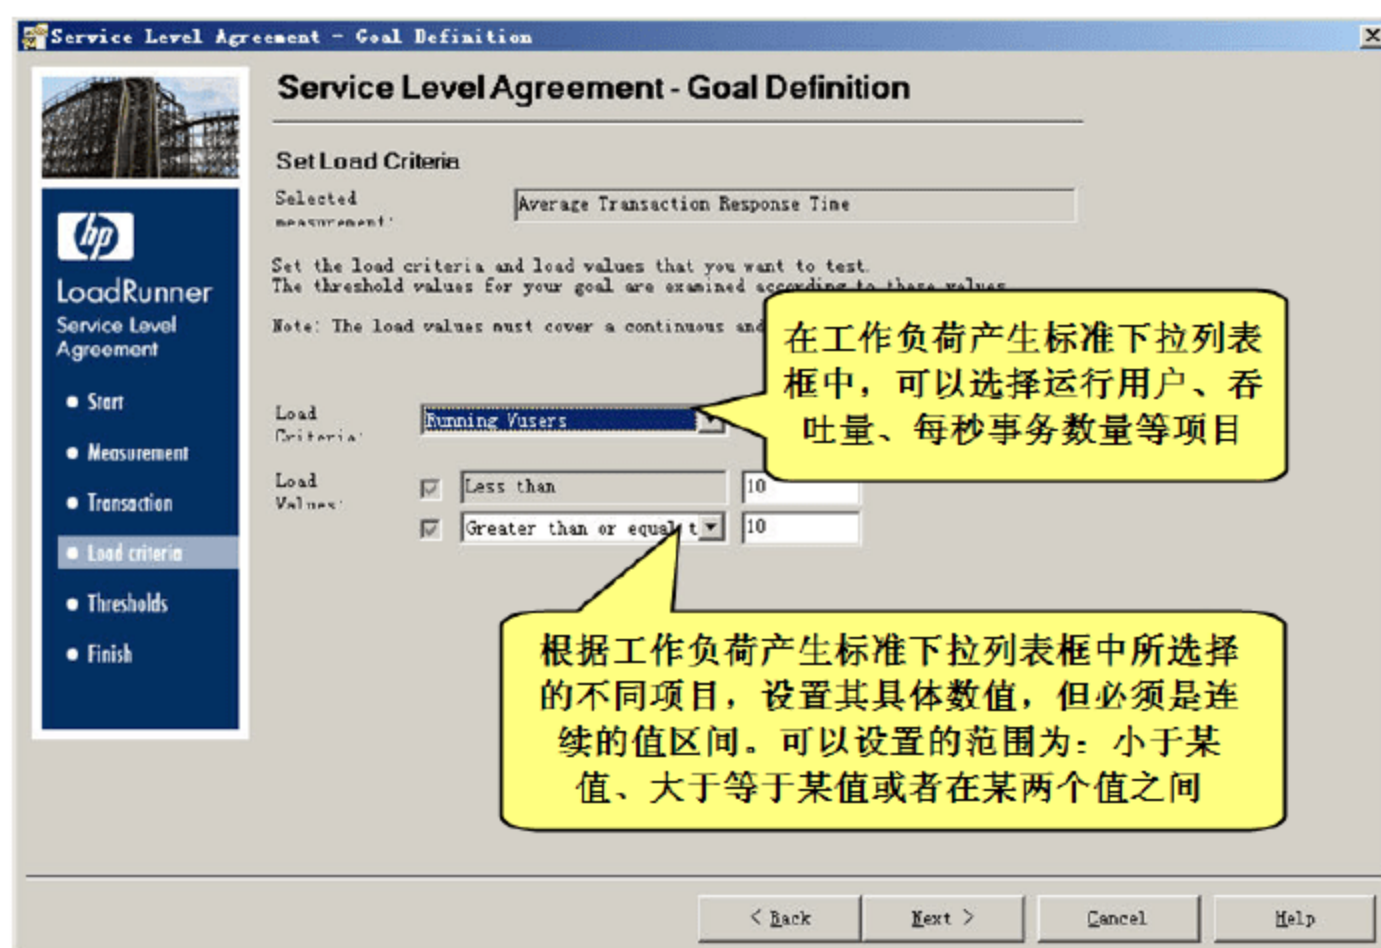 Service Level Agreement - Goal Definition
Service Level Agreement - Goal Definition
Set Load Criteria
Selected
measurement:
Average Transaction Response Time
Set the load criteria and load values that you want to test.
The threshold values for your goal are examined according to these values.
Note: The load values must cover a continuous and
在工作负荷产生标准下拉列表
框中，可以选择运行用户、吞
吐量、每秒事务数量等项目
Load
Criteria:
Running Vusers
Load
Values:
Less than
10
Greater than or equal t
10
根据工作负荷产生标准下拉列表框中所选择
的不同项目，设置其具体数值，但必须是连
续的值区间。可以设置的范围为：小于某
值、大于等于某值或者在某两个值之间
hp
LoadRunner
Service Level
Agreement
Start
Measurement
Transaction
Load criteria
Thresholds
Finish
< Back
Next >
Cancel
Help